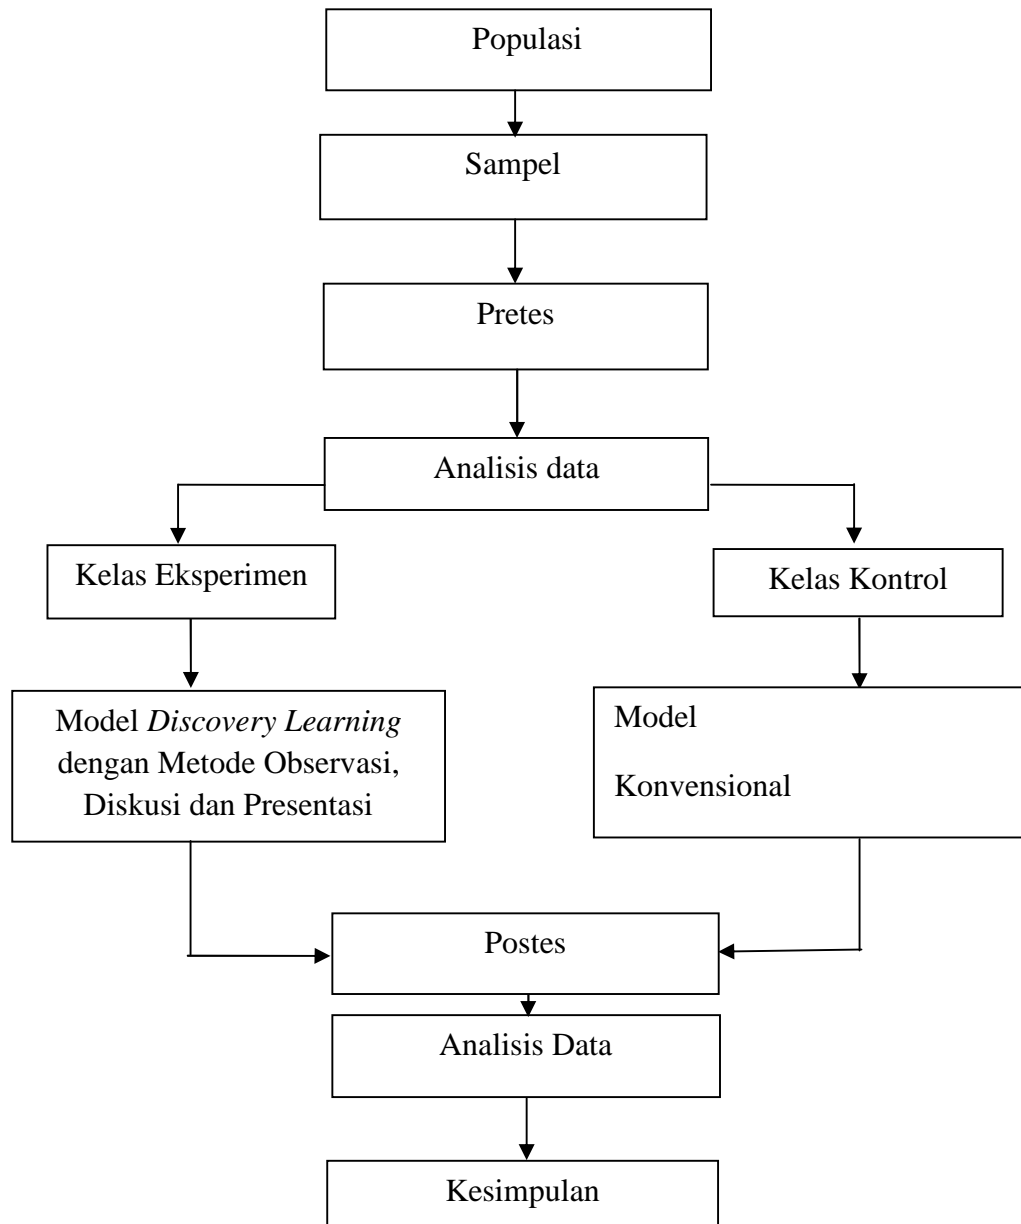 Populasi
Sampel
Pretes
Analisis data
Kelas Eksperimen
Kelas Kontrol
Model Discovery Learning
dengan Metode Observasi,
Diskusi dan Presentasi
Model
Konvensional
Postes
Analisis Data
Kesimpulan